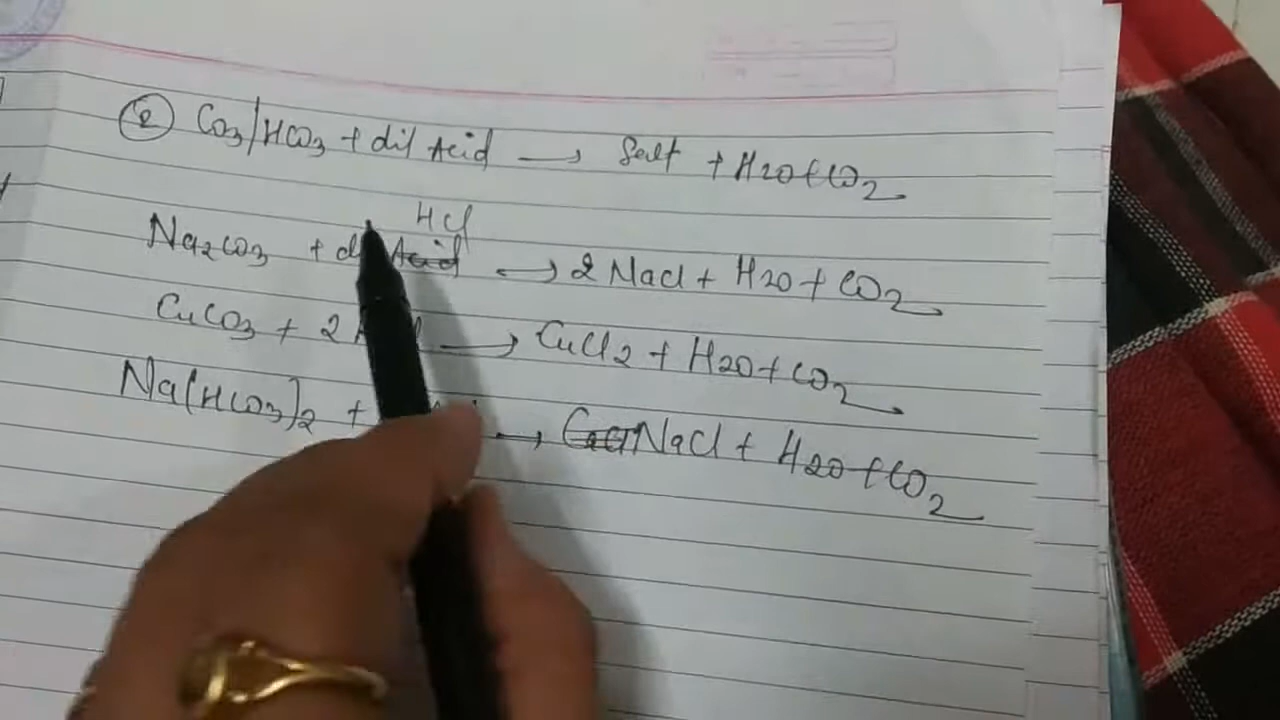 ② CO3/HCO3 + dil Acid → Salt + H2O + CO2
HCl
Na2CO3 + → 2 NaCl + H2O + CO2
CuCO3 + 2 → CuCl2 + H2O + CO2
Na(HCO3)2 + → NaCl + H2O + CO2